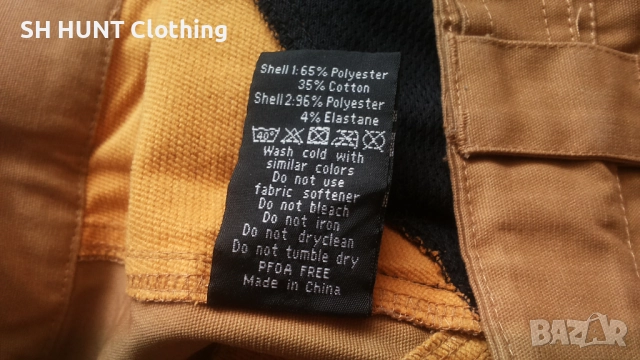 SH HUNT Clothing
Shell 1:65% Polyester
35% Cotton
Shell 2:96% Polyester
4% Elastane
40°
Wash cold with
similar colors
Do not use
fabric softener
Do not bleach
Do not iron
Do not dryclean
Do not tumble dry
PFOA FREE
Made in China
BAZAR
bg